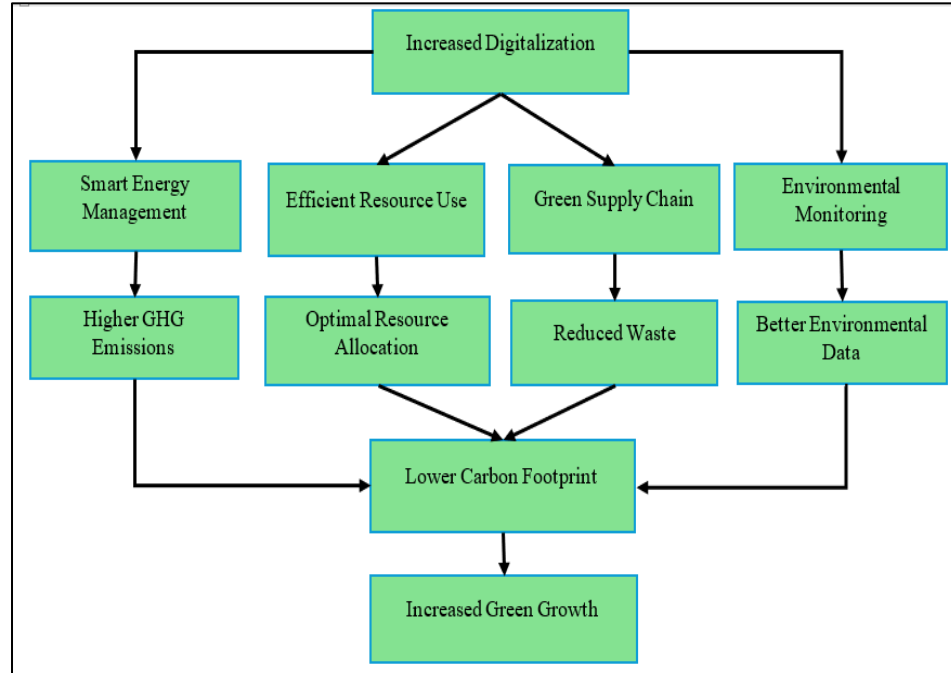 Increased Digitalization
Smart Energy
Management
Efficient Resource Use
Green Supply Chain
Environmental
Monitoring
Higher GHG
Emissions
Optimal Resource
Allocation
Reduced Waste
Better Environmental
Data
Lower Carbon Footprint
Increased Green Growth